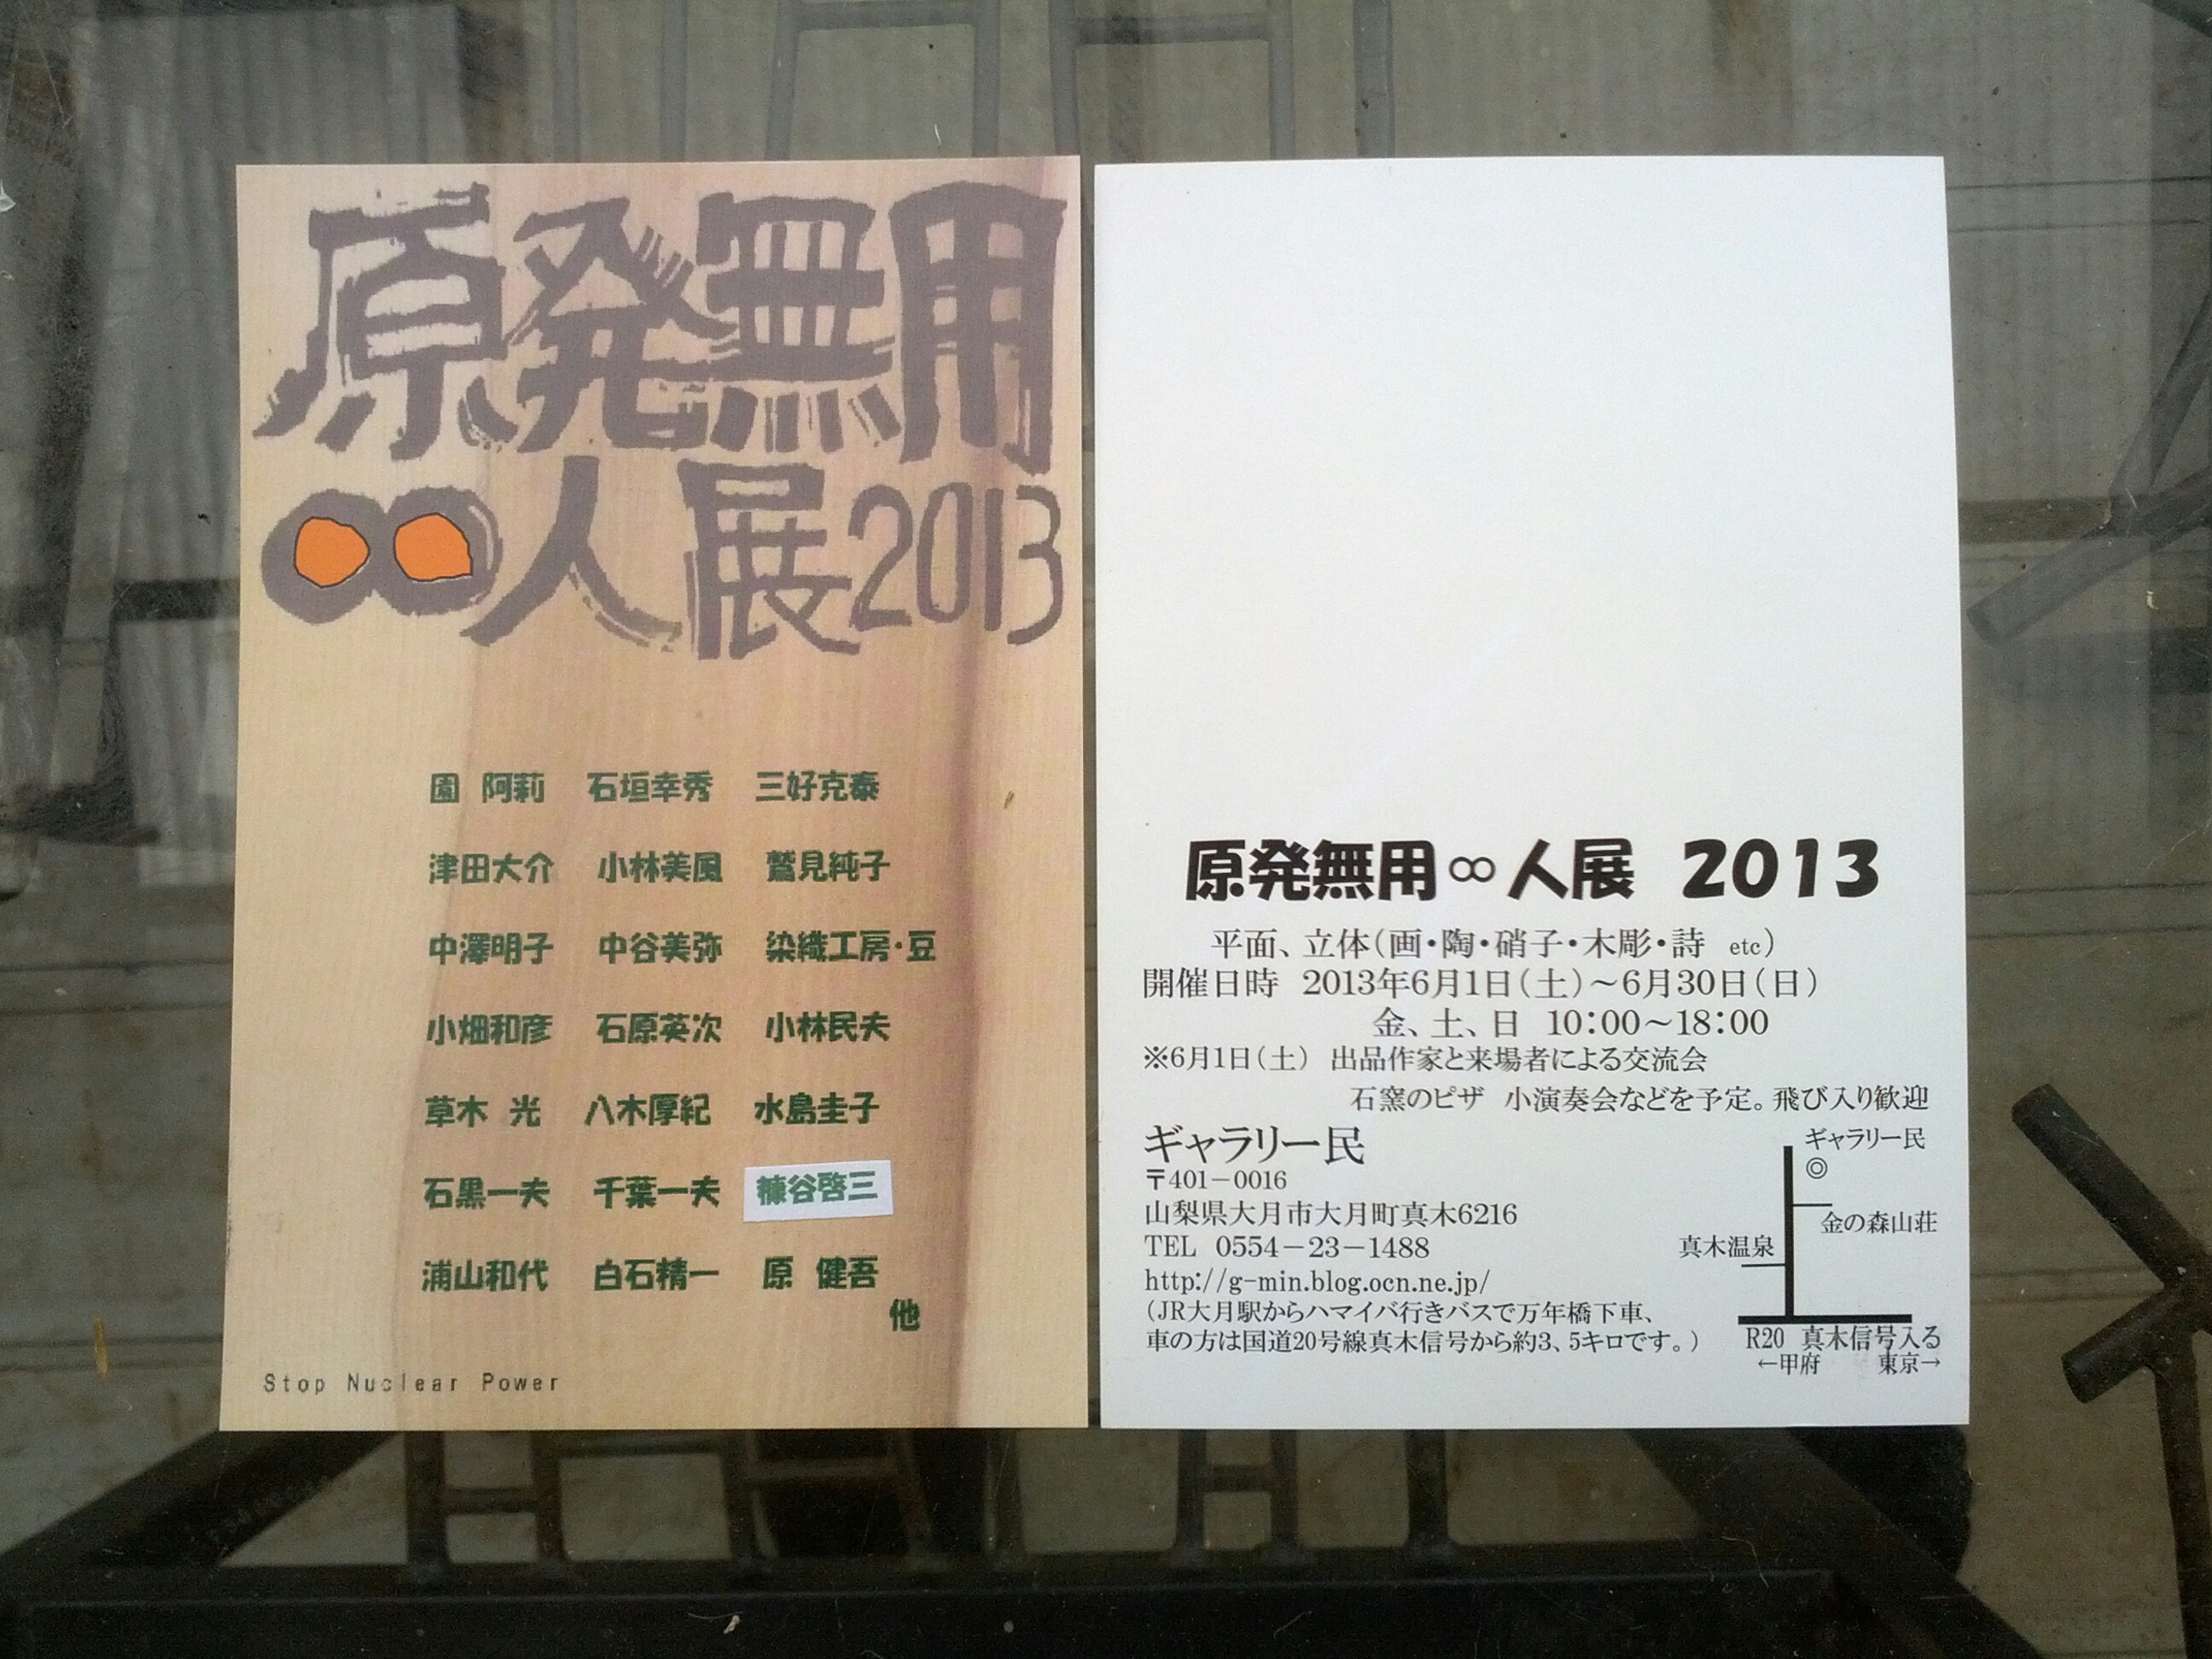 原発無用
∞人展2013
園 阿莉 石垣幸秀 三好克泰
津田大介 小林美風 鷲見純子
中澤明子 中谷美弥 染織工房・豆
小畑和彦 石原英次 小林民夫
草木 光 八木厚紀 水島圭子
石黒一夫 千葉一夫 糠谷啓三
浦山和代 白石精一 原 健吾
他
Stop Nuclear Power
原発無用∞人展 2013
平面、立体(画・陶・硝子・木彫・詩 etc)
開催日時 2013年6月1日(土)～6月30日(日)
金、土、日 10:00～18:00
※6月1日(土) 出品作家と来場者による交流会
石窯のピザ 小演奏会などを予定。飛び入り歓迎
ギャラリー民
〒401-0016
山梨県大月市大月町真木6216
TEL 0554-23-1488
http://g-min.blog.ocn.ne.jp/
(JR大月駅からハマイバ行きバスで万年橋下車、
車の方は国道20号線真木信号から約3、5キロです。)
ギャラリー民
◎
金の森山荘
真木温泉
R20 真木信号入る
←甲府 東京→